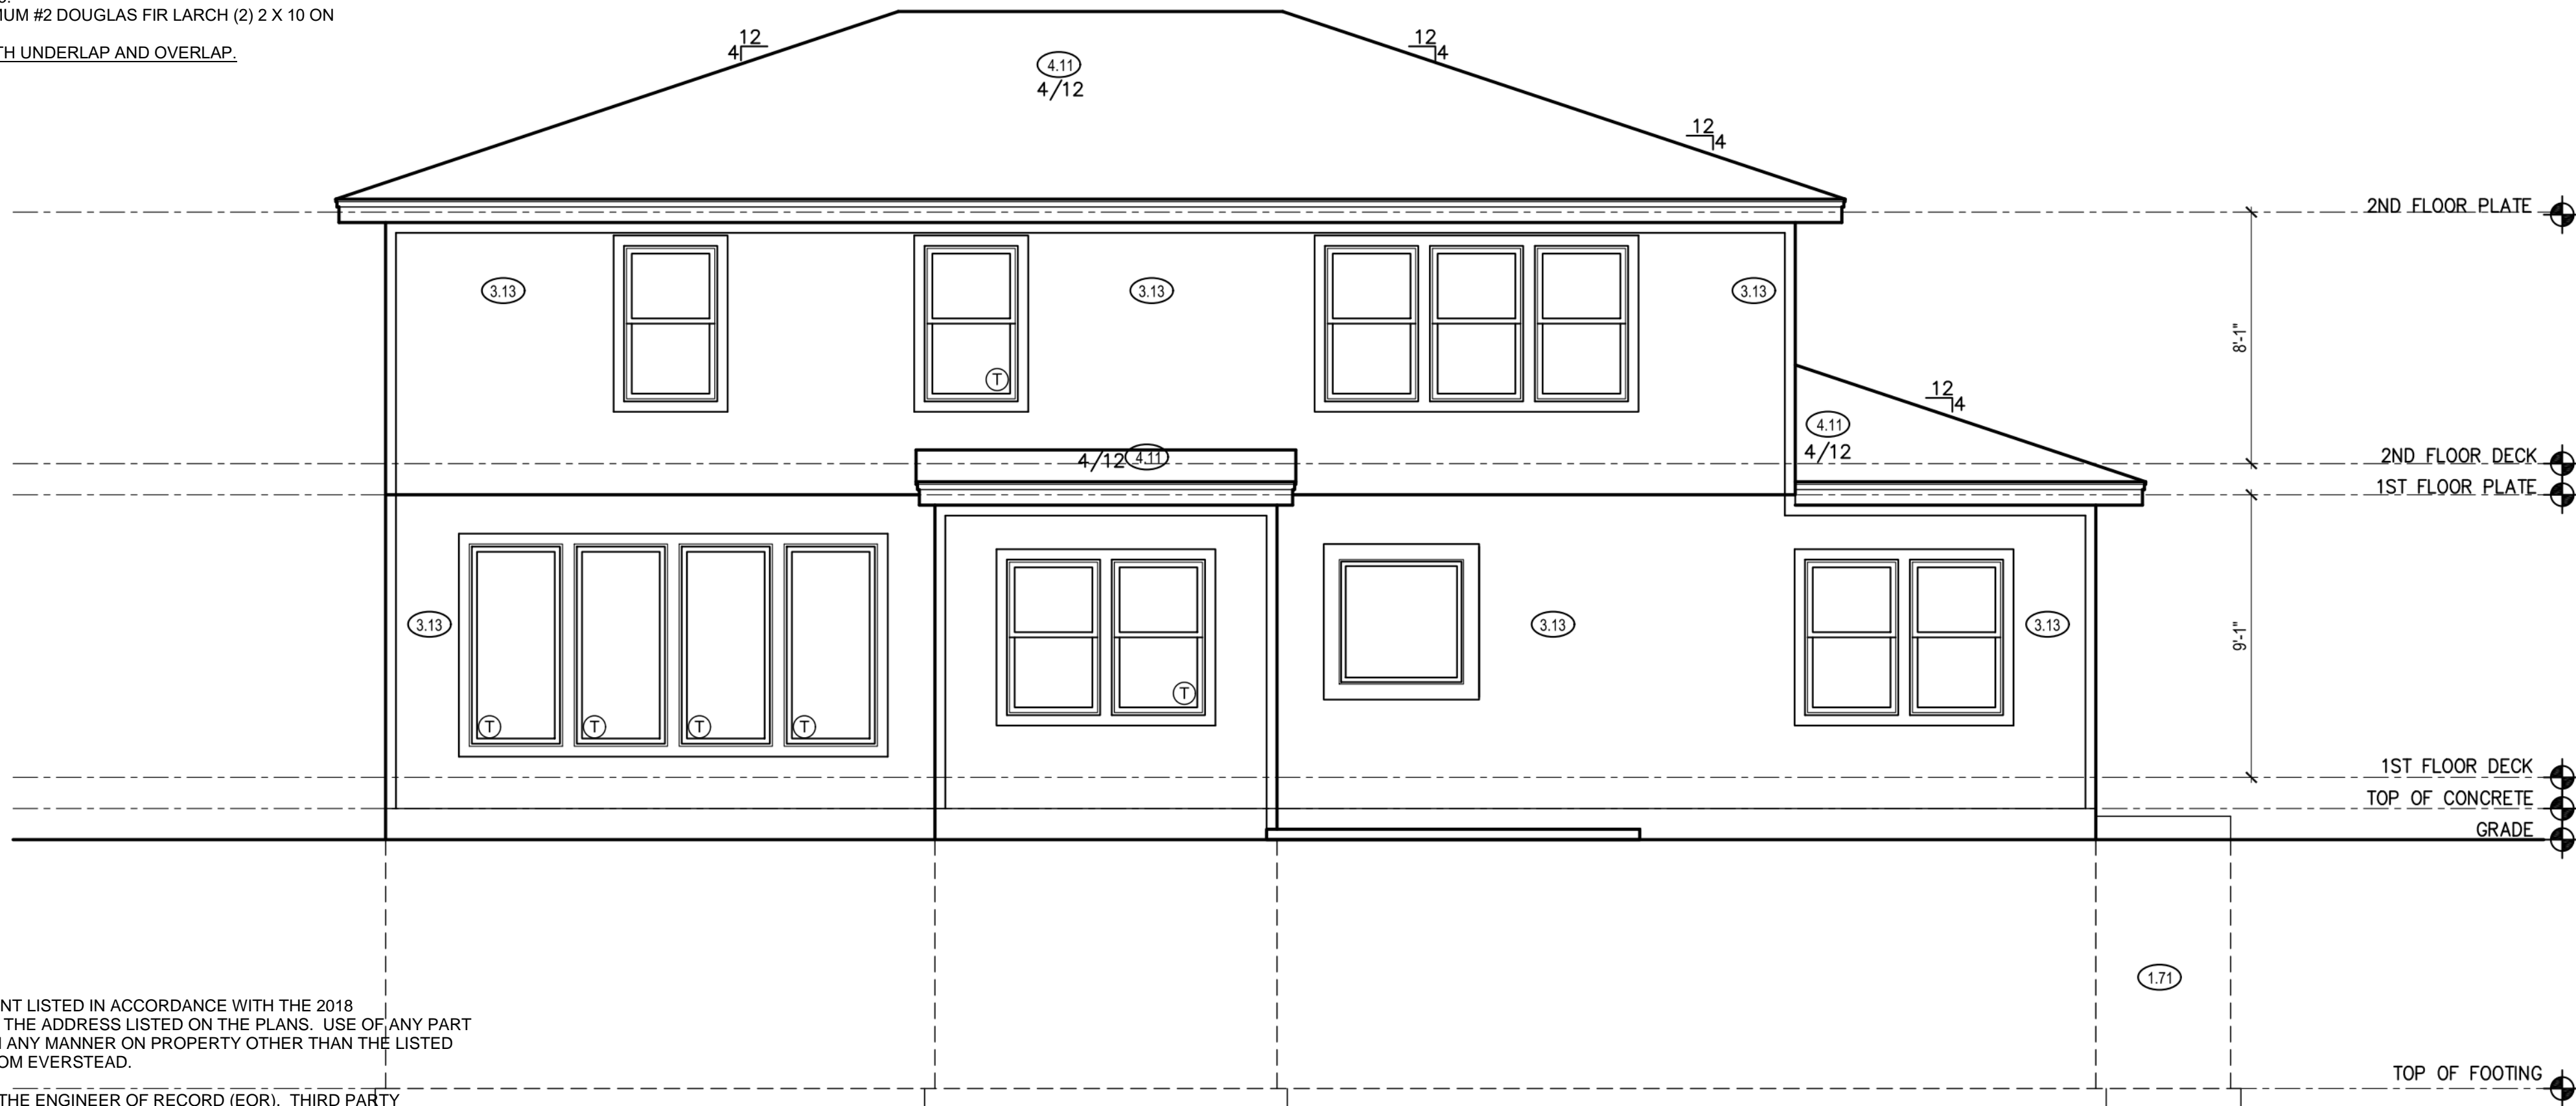 MUM #2 DOUGLAS FIR LARCH (2) 2 X 10 ON
TH UNDERLAP AND OVERLAP.
12
4
12
4
4.11
4/12
12
4
2ND FLOOR PLATE
3.13
3.13
3.13
8'-1"
T
12
4
4.11
4/12
4/12 4.11
2ND FLOOR DECK
1ST FLOOR PLATE
3.13
3.13
3.13
9'-1"
T
T
T
T
T
1ST FLOOR DECK
TOP OF CONCRETE
GRADE
1.71
NT LISTED IN ACCORDANCE WITH THE 2018
THE ADDRESS LISTED ON THE PLANS. USE OF ANY PART
N ANY MANNER ON PROPERTY OTHER THAN THE LISTED
OM EVERSTEAD.
TOP OF FOOTING
THE ENGINEER OF RECORD (EOR). THIRD PARTY